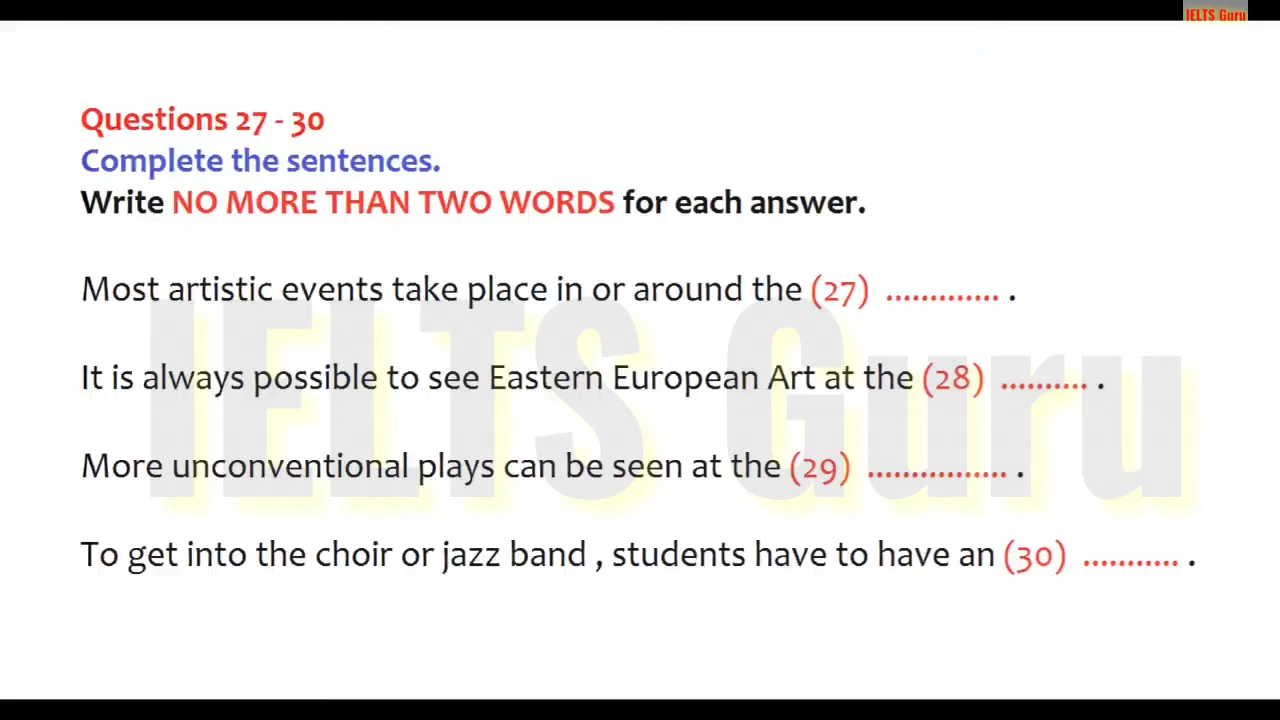 IELTS Guru
Questions 27 - 30
Complete the sentences.
Write NO MORE THAN TWO WORDS for each answer.
Most artistic events take place in or around the (27) ............. .
It is always possible to see Eastern European Art at the (28) .......... .
More unconventional plays can be seen at the (29) ................ .
To get into the choir or jazz band , students have to have an (30) ........... .
IELTS Guru